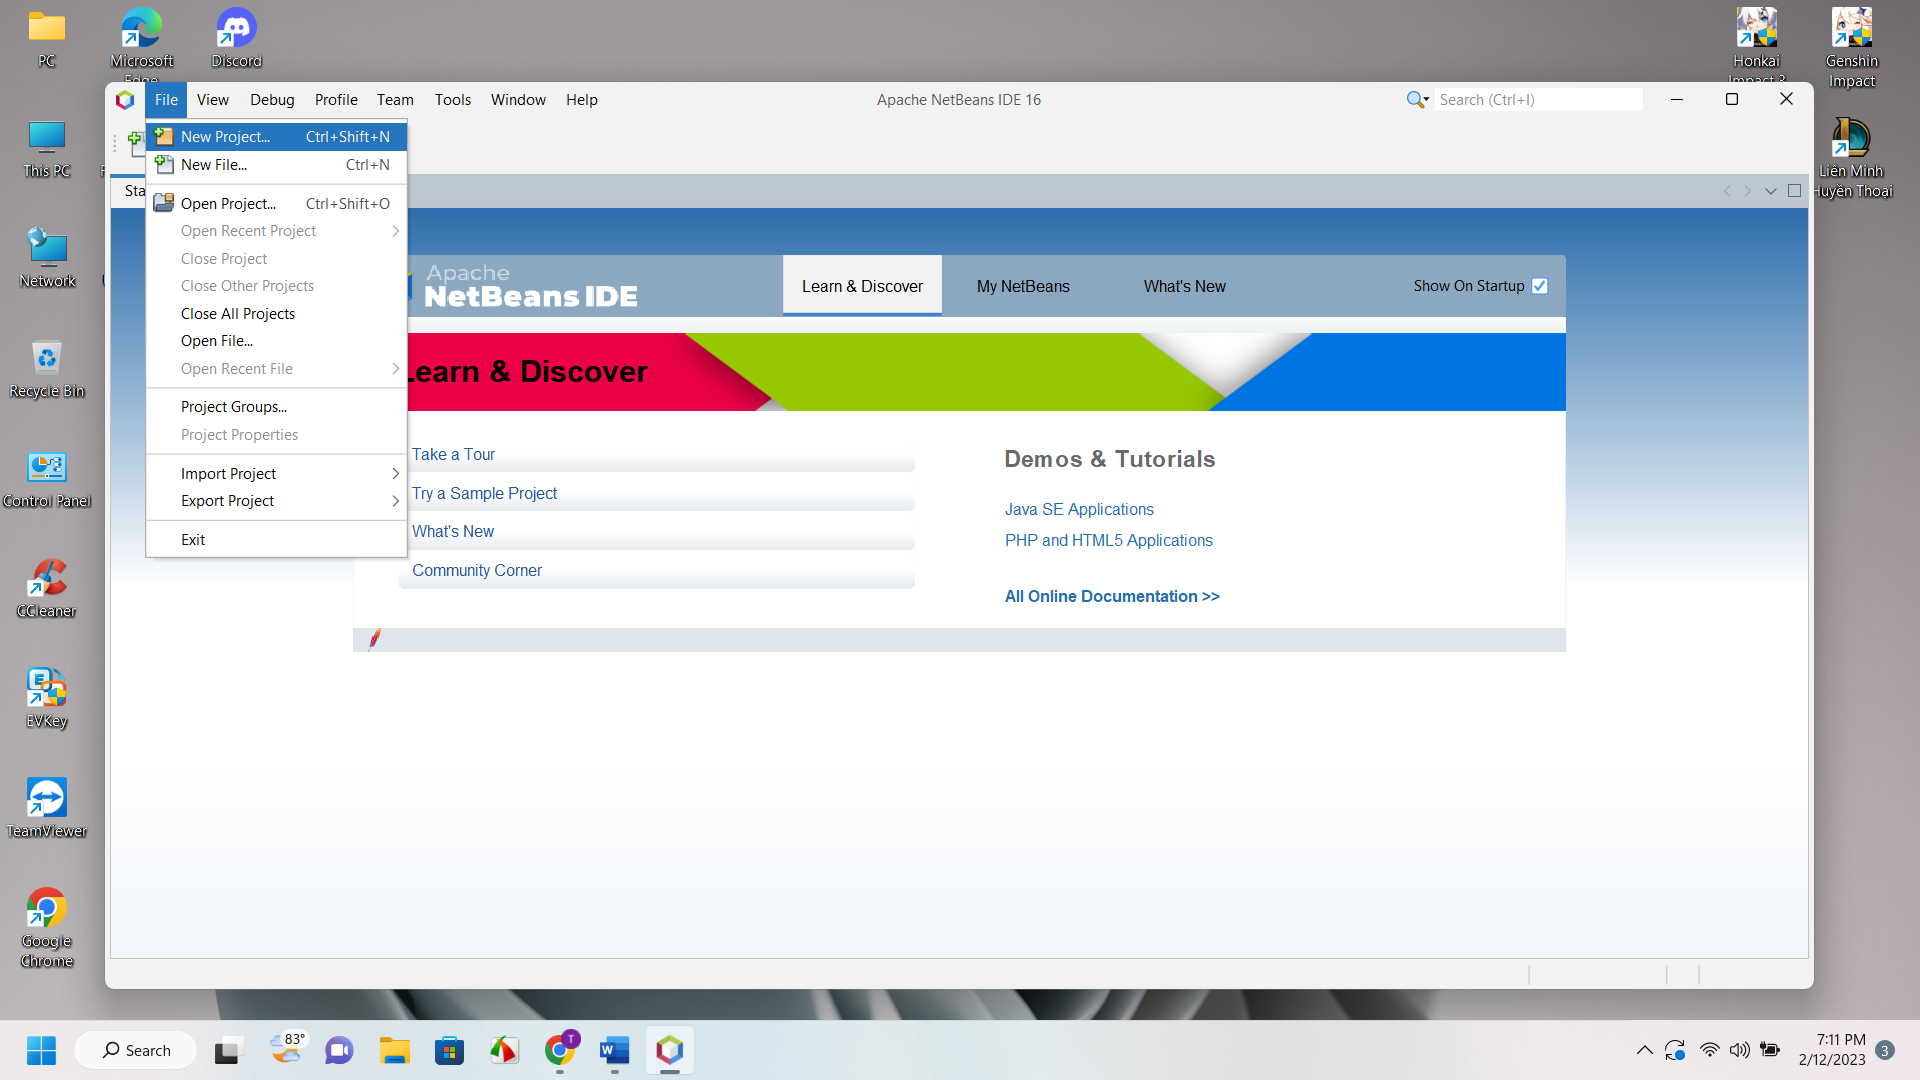 PC
Microsoft
Edge
Discord
Honkai
Impact 3
Genshin
Impact
File View Debug Profile Team Tools Window Help
Apache NetBeans IDE 16
Search (Ctrl+I)
New Project... Ctrl+Shift+N
New File... Ctrl+N
Open Project... Ctrl+Shift+O
Open Recent Project
Close Project
Close Other Projects
Close All Projects
Open File...
Open Recent File
Project Groups...
Project Properties
Import Project
Export Project
Exit
This PC
Network
Recycle Bin
Control Panel
CCleaner
EVKey
TeamViewer
Google
Chrome
Liên Minh
Huyền Thoại
Sta
Apache
NetBeans IDE
Learn & Discover
My NetBeans
What's New
Show On Startup
Learn & Discover
Take a Tour
Try a Sample Project
What's New
Community Corner
Demos & Tutorials
Java SE Applications
PHP and HTML5 Applications
All Online Documentation >>
Search
83°
T
7:11 PM
2/12/2023
3